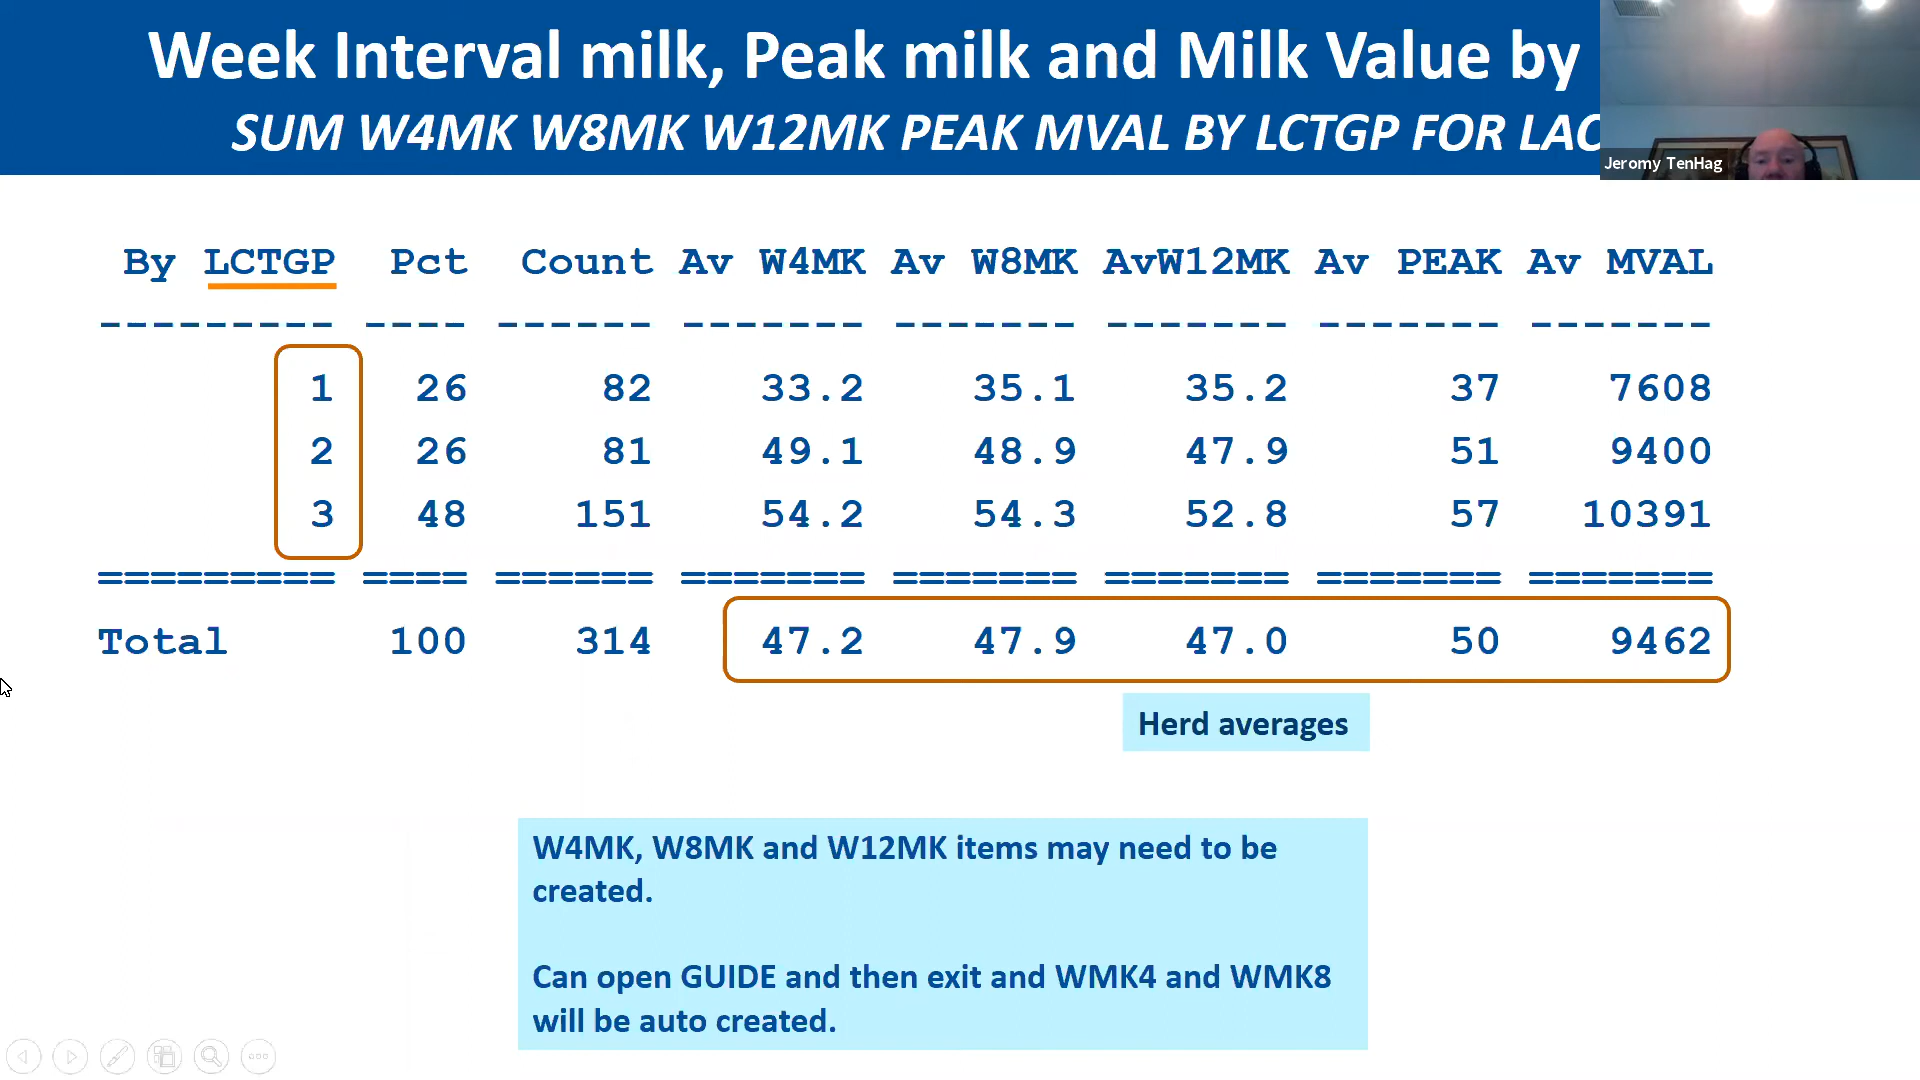 Week Interval milk, Peak milk and Milk Value by
SUM W4MK W8MK W12MK PEAK MVAL BY LCTGP FOR
Jeromy TenHag
By LCTGP Pct Count Av W4MK Av W8MK AvW12MK Av PEAK Av MVAL
--------- ---- ------ ------- ------- ------- ------- -------
1 26 82 33.2 35.1 35.2 37 7608
2 26 81 49.1 48.9 47.9 51 9400
3 48 151 54.2 54.3 52.8 57 10391
========= ==== ====== ======= ======= ======= ======= =======
Total 100 314 47.2 47.9 47.0 50 9462
Herd averages
W4MK, W8MK and W12MK items may need to be
created.
Can open GUIDE and then exit and WMK4 and WMK8
will be auto created.